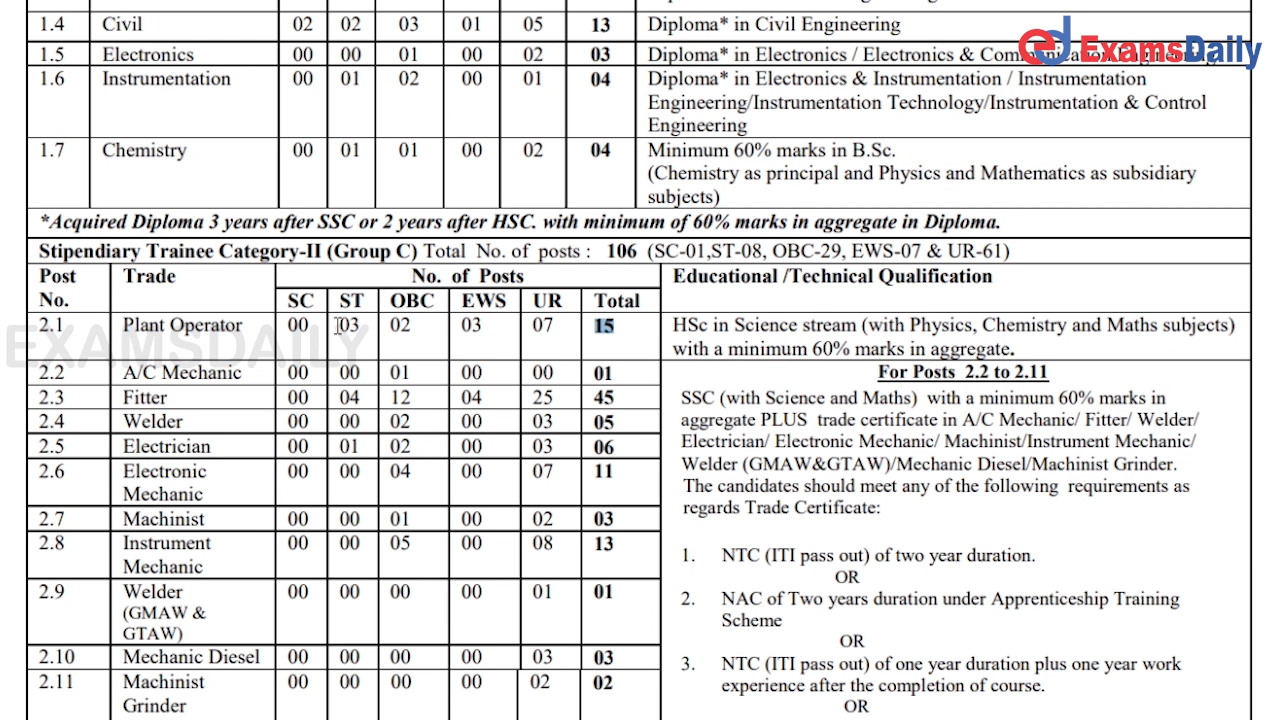 1.4 Civil 02 02 03 01 05 13 Diploma* in Civil Engineering
ExamsDaily
1.5 Electronics 00 00 01 00 02 03 Diploma* in Electronics / Electronics &
1.6 Instrumentation 00 01 02 00 01 04 Diploma* in Electronics & Instrumentation / Instrumentation
Engineering/Instrumentation Technology/Instrumentation & Control
Engineering
1.7 Chemistry 00 01 01 00 02 04 Minimum 60% marks in B.Sc.
(Chemistry as principal and Physics and Mathematics as subsidiary
subjects)
*Acquired Diploma 3 years after SSC or 2 years after HSC. with minimum of 60% marks in aggregate in Diploma.
Stipendiary Trainee Category-II (Group C) Total No. of posts : 106 (SC-01,ST-08, OBC-29, EWS-07 & UR-61)
Post Trade No. of Posts Educational /Technical Qualification
No. SC ST OBC EWS UR Total
2.1 Plant Operator 00 03 02 03 07 15 HSc in Science stream (with Physics, Chemistry and Maths subjects)
with a minimum 60% marks in aggregate.
EXAMSDAILY
2.2 A/C Mechanic 00 00 01 00 00 01 For Posts 2.2 to 2.11
2.3 Fitter 00 04 12 04 25 45 SSC (with Science and Maths) with a minimum 60% marks in
2.4 Welder 00 00 02 00 03 05 aggregate PLUS trade certificate in A/C Mechanic/ Fitter/ Welder/
2.5 Electrician 00 01 02 00 03 06 Electrician/ Electronic Mechanic/ Machinist/Instrument Mechanic/
2.6 Electronic 00 00 04 00 07 11 Welder (GMAW&GTAW)/Mechanic Diesel/Machinist Grinder.
Mechanic The candidates should meet any of the following requirements as
regards Trade Certificate:
2.7 Machinist 00 00 01 00 02 03
2.8 Instrument 00 00 05 00 08 13 1. NTC (ITI pass out) of two year duration.
Mechanic OR
2.9 Welder 00 00 00 00 01 01 2. NAC of Two years duration under Apprenticeship Training
(GMAW & Scheme
GTAW) OR
2.10 Mechanic Diesel 00 00 00 00 03 03 3. NTC (ITI pass out) of one year duration plus one year work
2.11 Machinist 00 00 00 00 02 02 experience after the completion of course.
Grinder OR